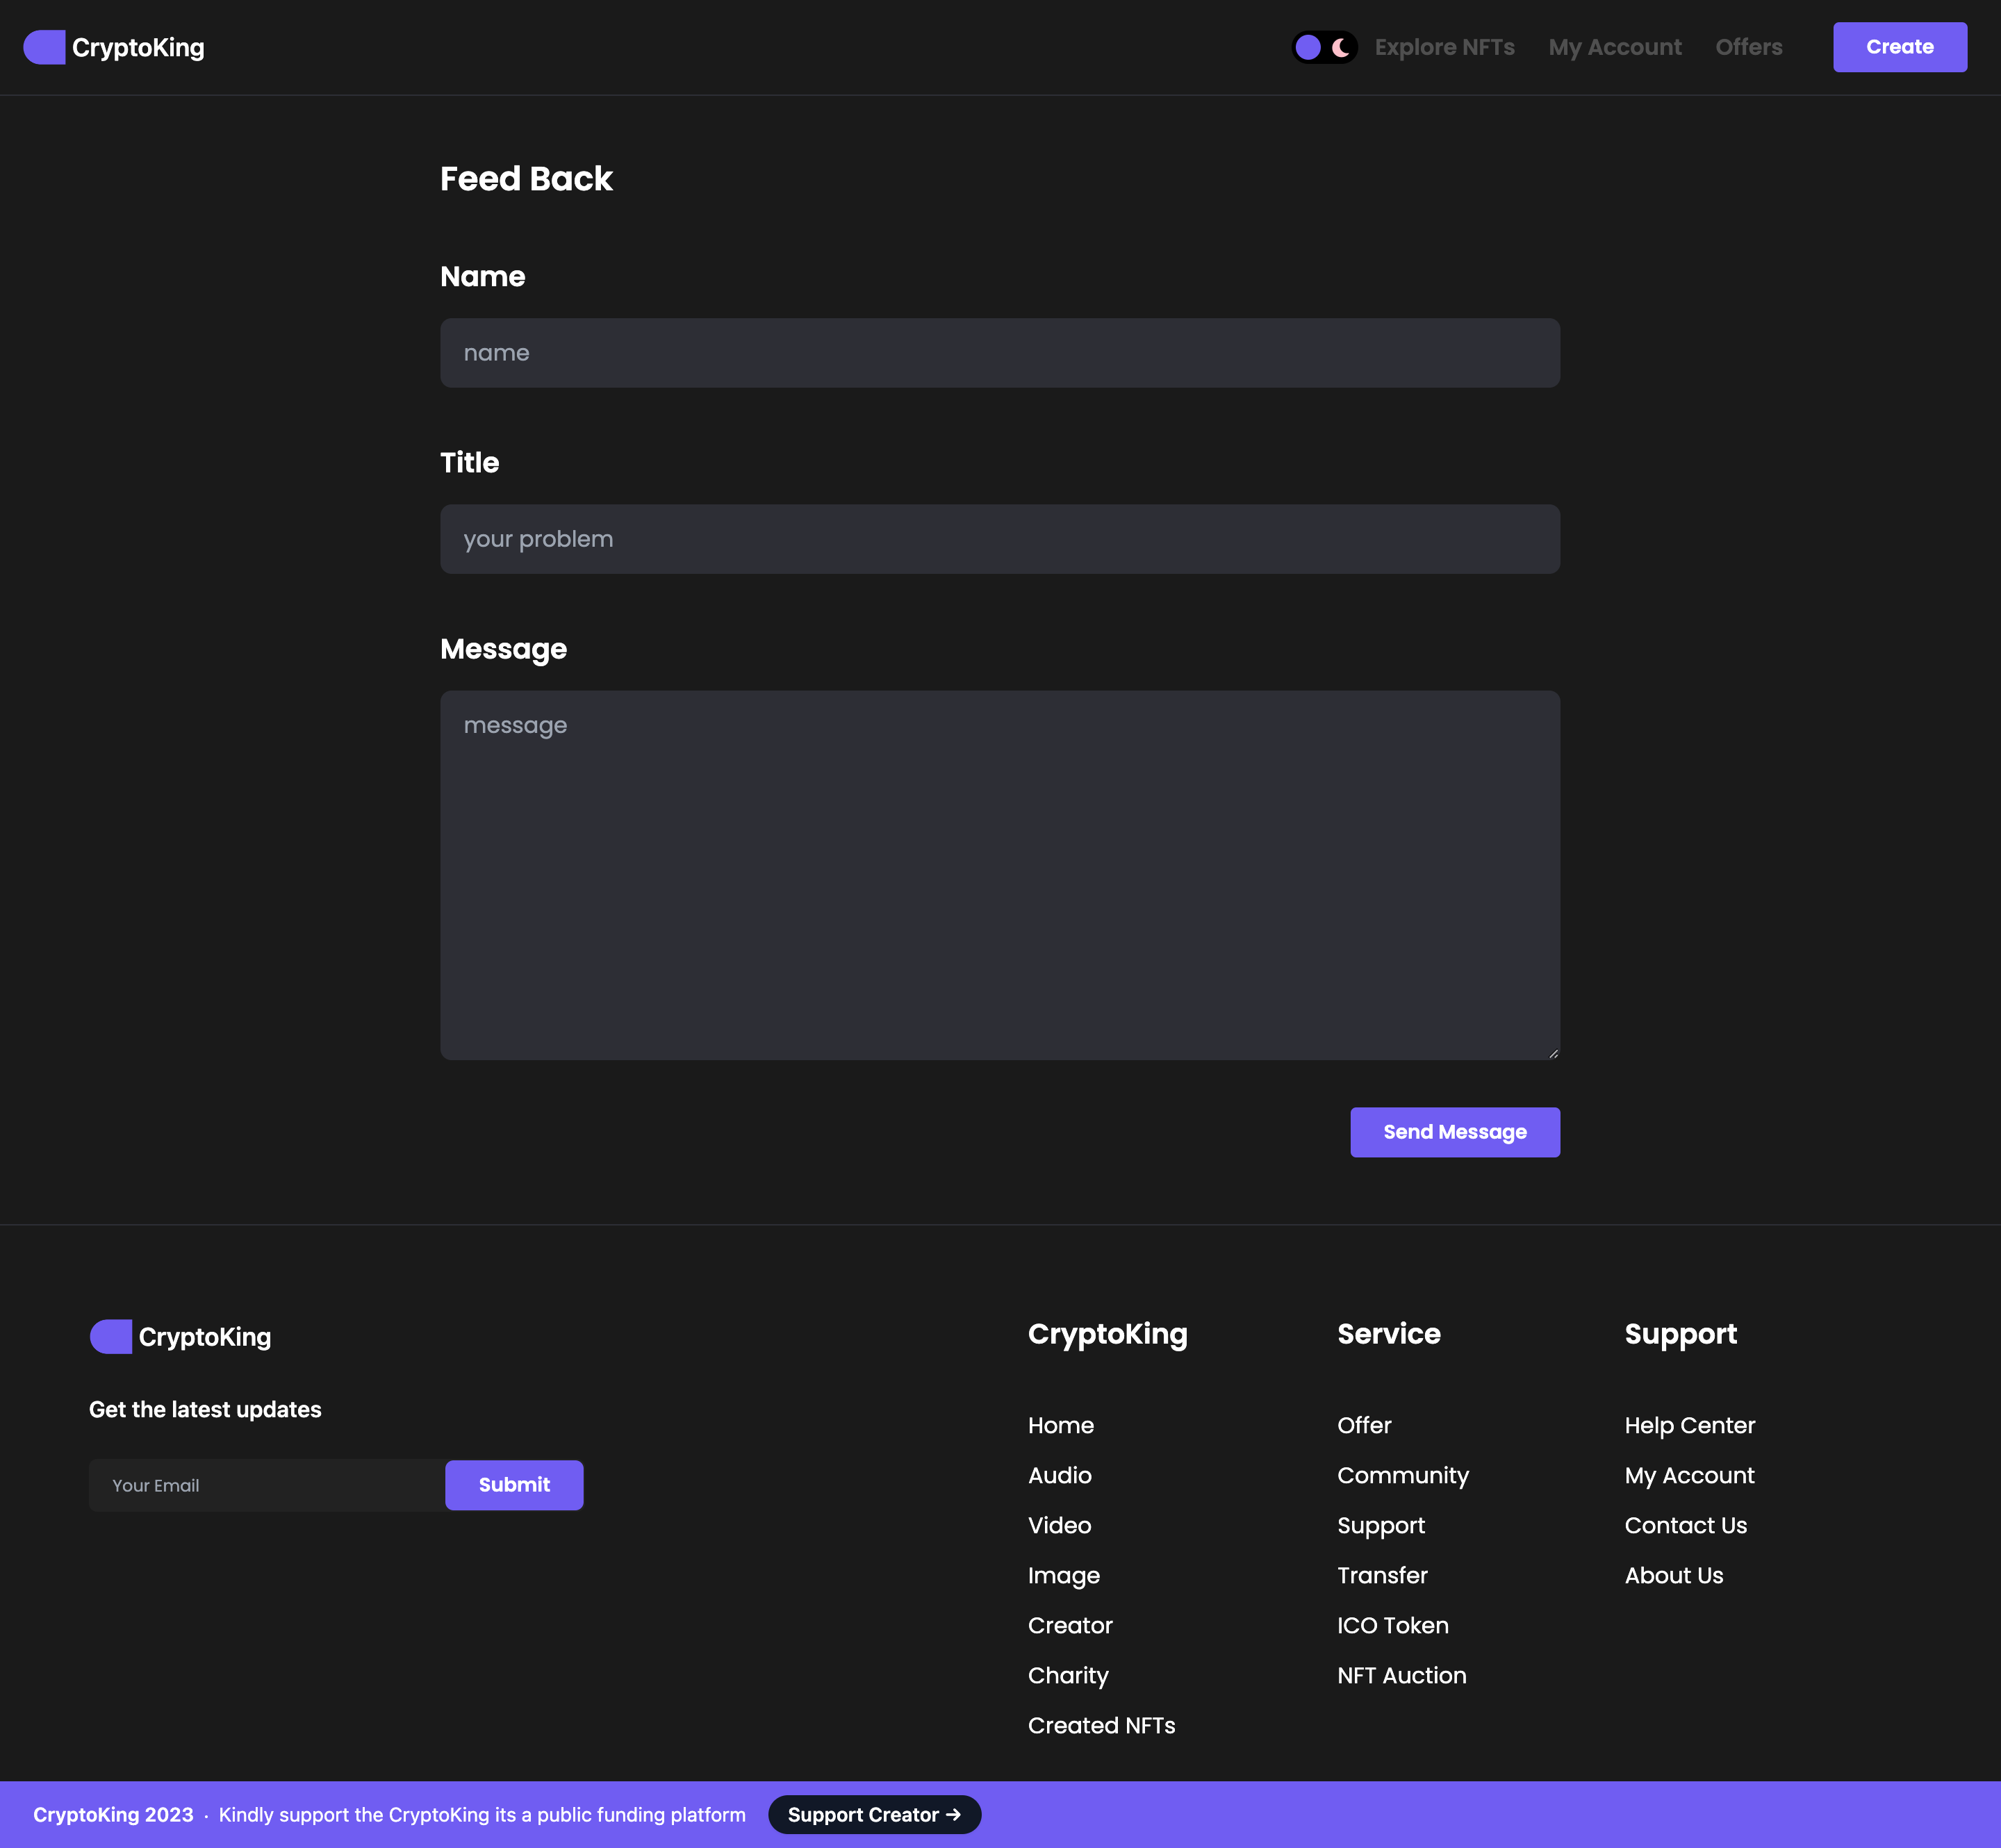 CryptoKing
Explore NFTs
My Account
Offers
Create
Feed Back
Name
name
Title
your problem
Message
message
Send Message
CryptoKing
Get the latest updates
Your Email
Submit
CryptoKing
Home
Audio
Video
Image
Creator
Charity
Created NFTs
Service
Offer
Community
Support
Transfer
ICO Token
NFT Auction
Support
Help Center
My Account
Contact Us
About Us
CryptoKing 2023 · Kindly support the CryptoKing its a public funding platform
Support Creator →